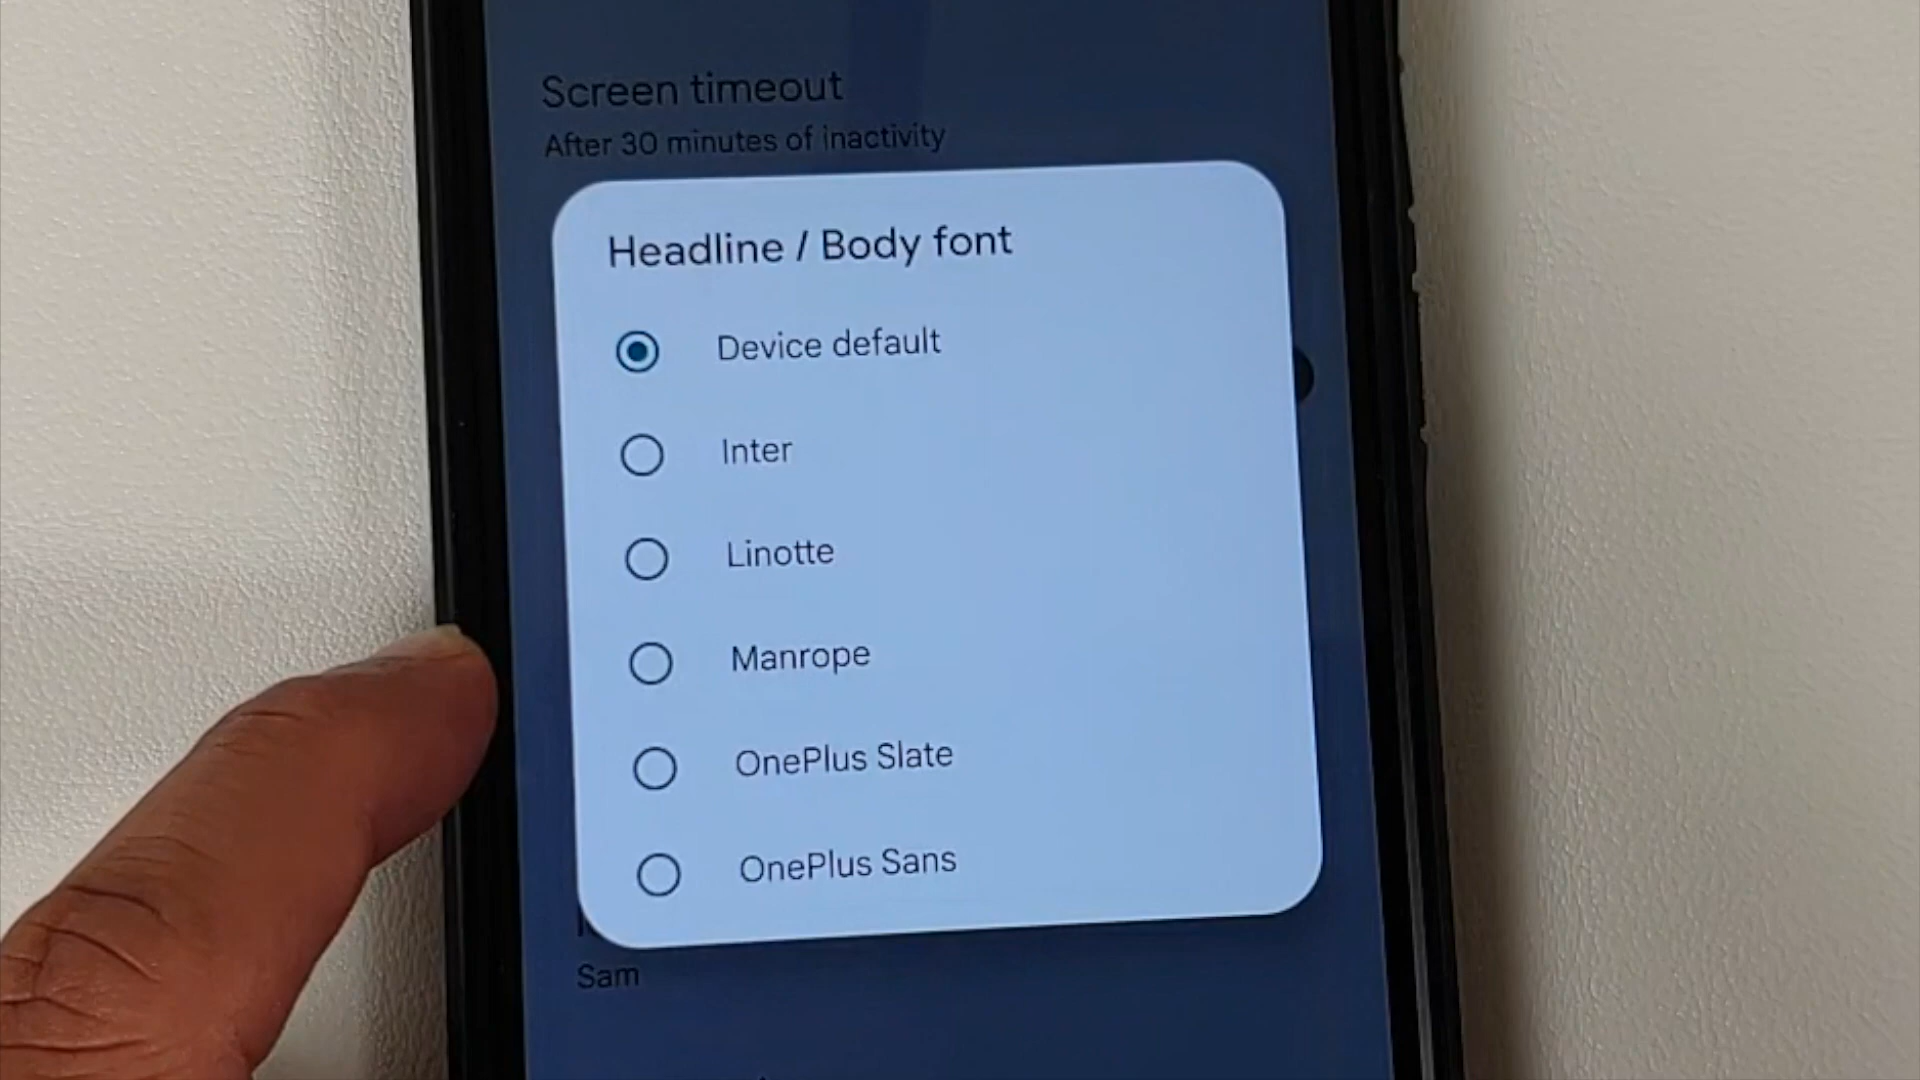 Screen timeout
After 30 minutes of inactivity
Headline / Body font
Device default
Inter
Linotte
Manrope
OnePlus Slate
OnePlus Sans
Sam